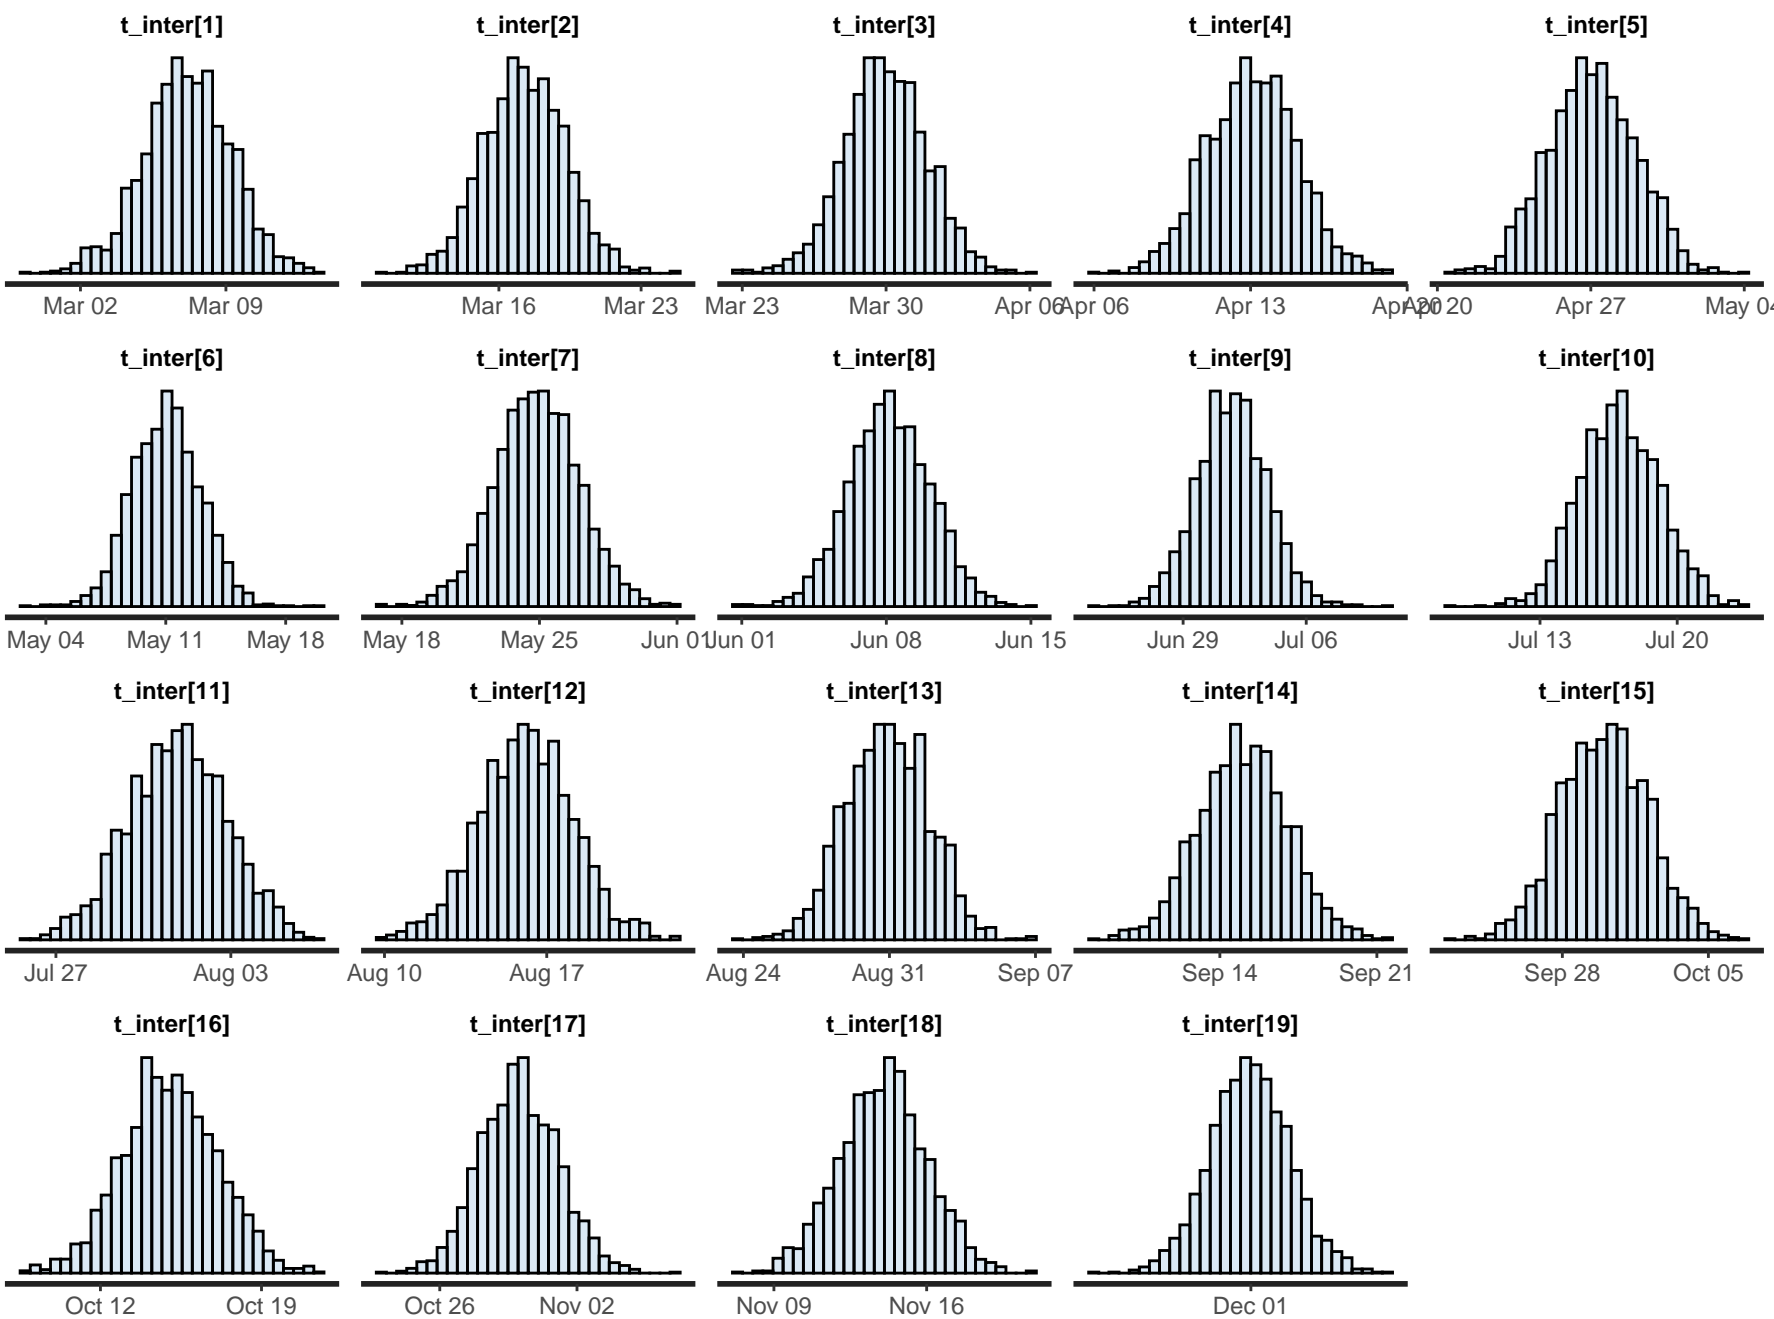 t_inter[1] t_inter[2] t_inter[3] t_inter[4] t_inter[5]
Mar 02 Mar 09 Mar 16 Mar 23 Mar 23 Mar 30 Apr 06 Apr 06 Apr 13 Apr 20 Apr 20 Apr 27 May 04
t_inter[6] t_inter[7] t_inter[8] t_inter[9] t_inter[10]
May 04 May 11 May 18 May 18 May 25 Jun 01 Jun 01 Jun 08 Jun 15 Jun 29 Jul 06 Jul 13 Jul 20
t_inter[11] t_inter[12] t_inter[13] t_inter[14] t_inter[15]
Jul 27 Aug 03 Aug 10 Aug 17 Aug 24 Aug 31 Sep 07 Sep 14 Sep 21 Sep 28 Oct 05
t_inter[16] t_inter[17] t_inter[18] t_inter[19]
Oct 12 Oct 19 Oct 26 Nov 02 Nov 09 Nov 16 Dec 01